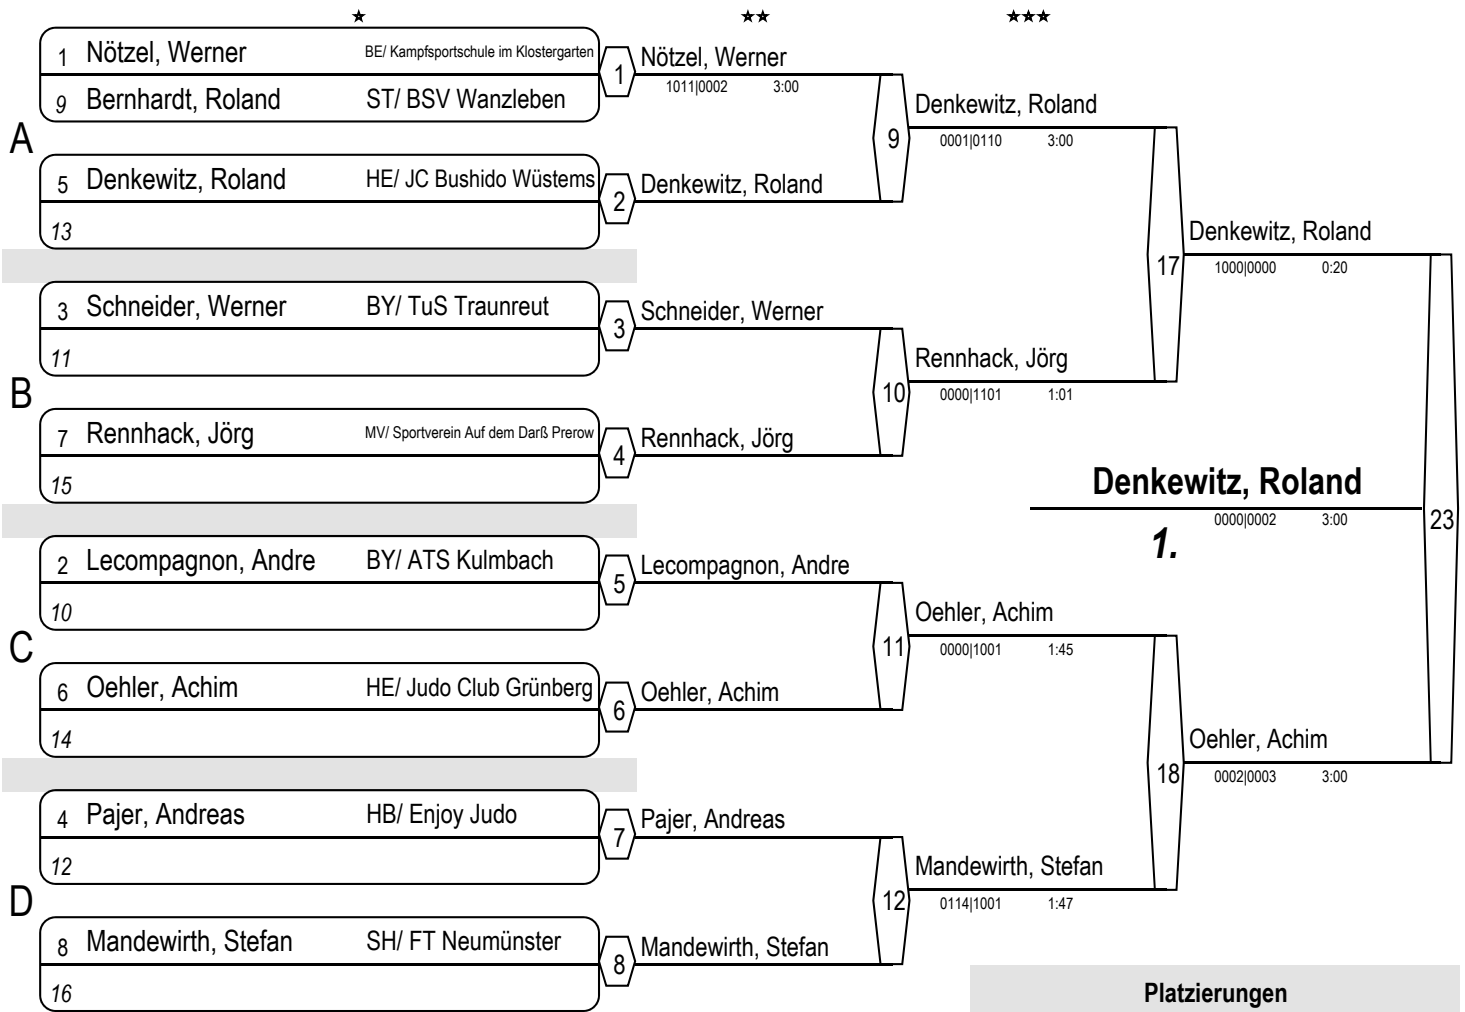 ★ ★★ ★★★
1 Nötzel, Werner BE/ Kampfsportschule im Klostergarten
9 Bernhardt, Roland ST/ BSV Wanzleben
1
Nötzel, Werner
1011|0002 3:00
A
5 Denkewitz, Roland HE/ JC Bushido Wüstems
13
2
Denkewitz, Roland
9
Denkewitz, Roland
0001|0110 3:00
3 Schneider, Werner BY/ TuS Traunreut
11
3
Schneider, Werner
B
7 Rennhack, Jörg MV/ Sportverein Auf dem Darß Prerow
15
4
Rennhack, Jörg
10
Rennhack, Jörg
0000|1101 1:01
17
Denkewitz, Roland
1000|0000 0:20
2 Lecompagnon, Andre BY/ ATS Kulmbach
10
5
Lecompagnon, Andre
C
6 Oehler, Achim HE/ Judo Club Grünberg
14
6
Oehler, Achim
11
Oehler, Achim
0000|1001 1:45
4 Pajer, Andreas HB/ Enjoy Judo
12
7
Pajer, Andreas
D
8 Mandewirth, Stefan SH/ FT Neumünster
16
8
Mandewirth, Stefan
12
Mandewirth, Stefan
0114|1001 1:47
18
Oehler, Achim
0002|0003 3:00
23
Denkewitz, Roland
0000|0002 3:00
1.
Platzierungen